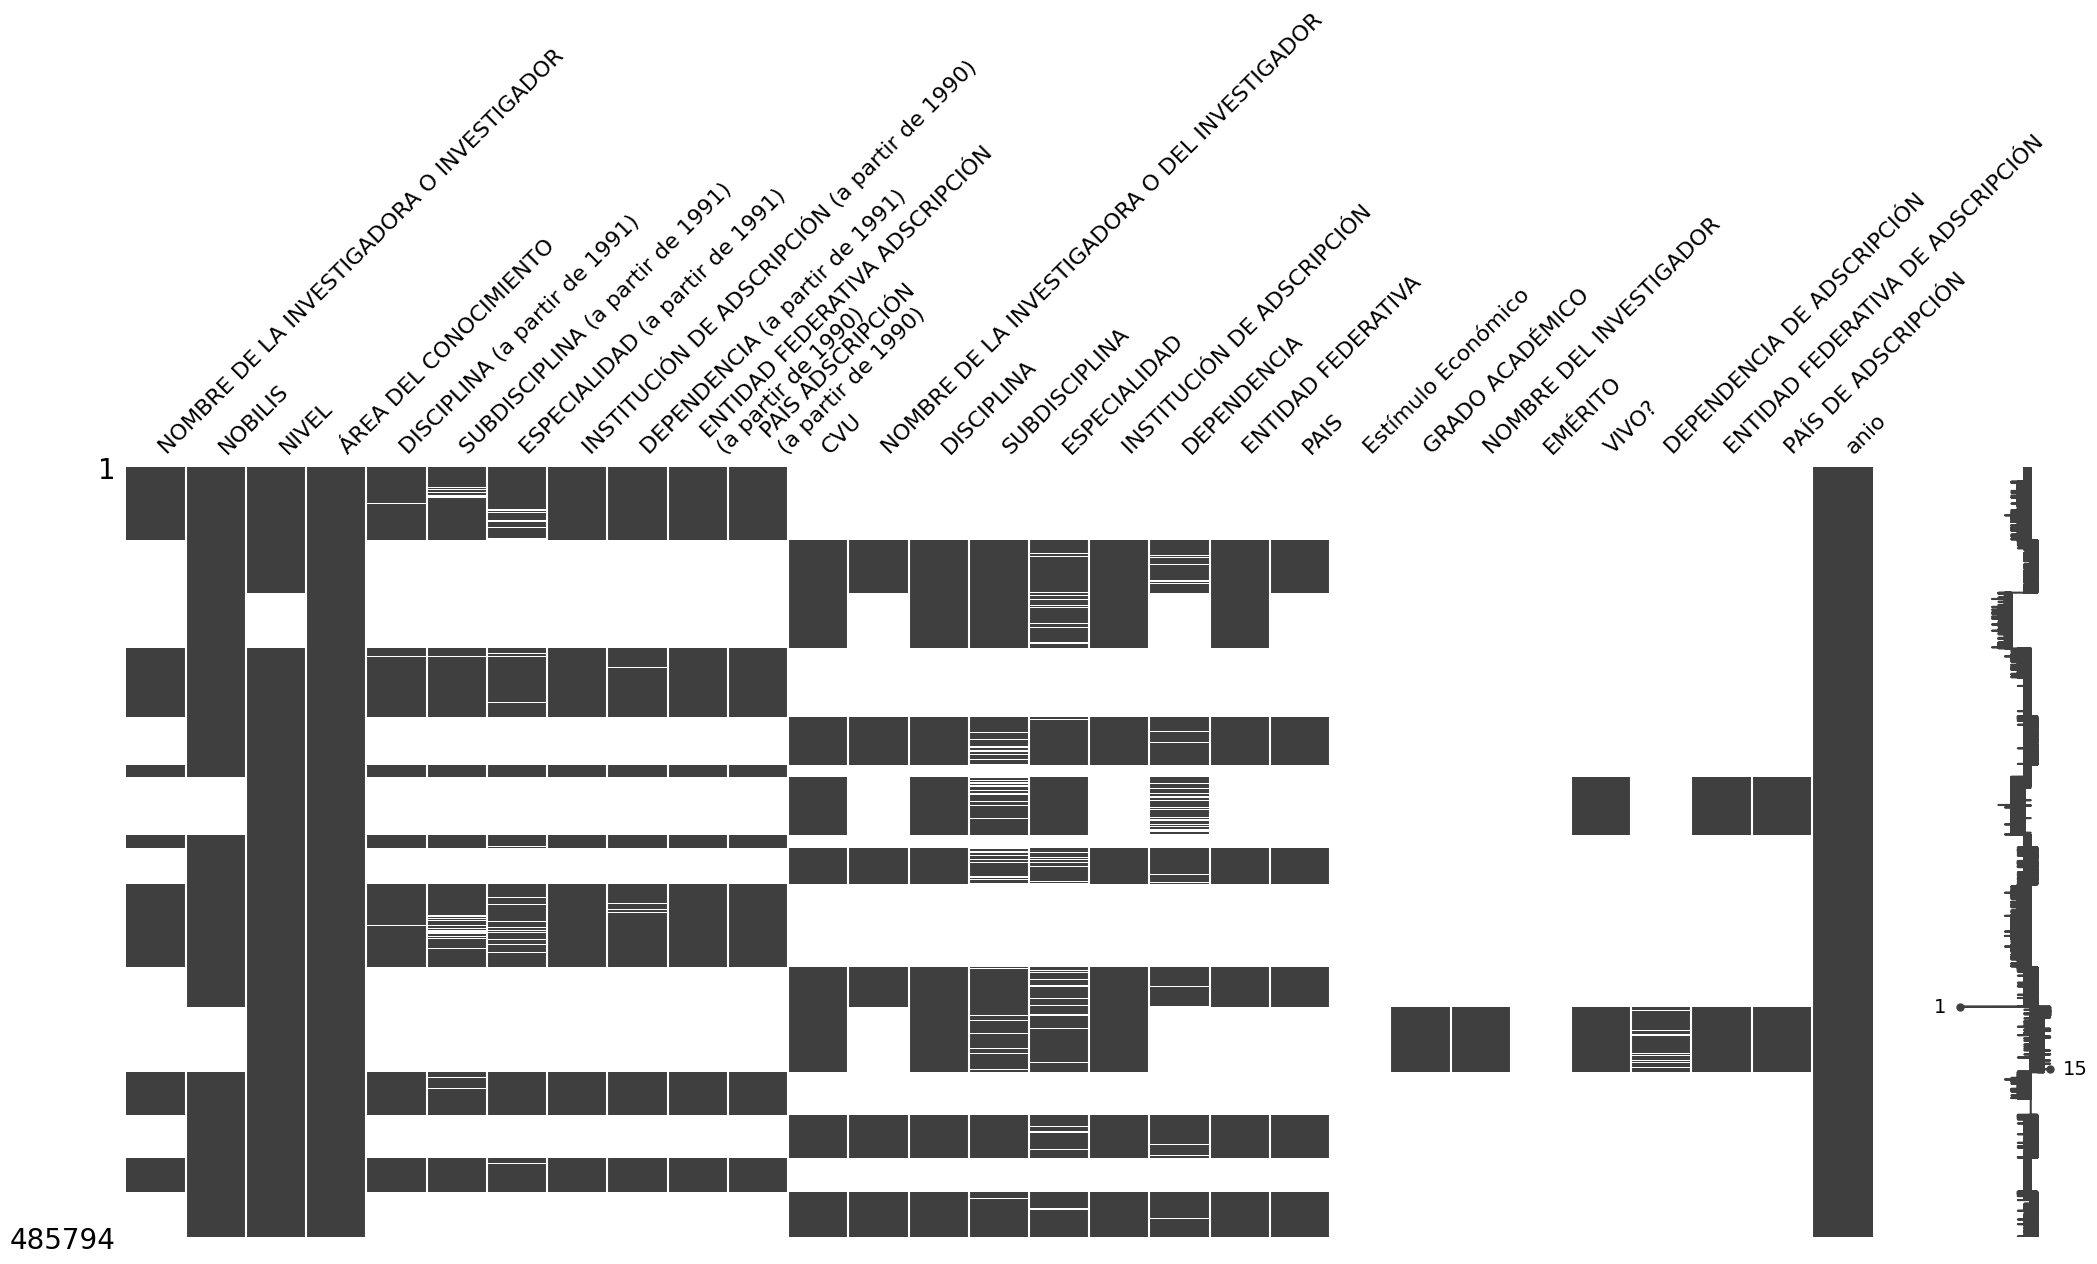 NOMBRE DE LA INVESTIGADORA O INVESTIGADOR
NOBILIS
NIVEL
ÁREA DEL CONOCIMIENTO
DISCIPLINA (a partir de 1991)
SUBDISCIPLINA (a partir de 1991)
ESPECIALIDAD (a partir de 1991)
INSTITUCIÓN DE ADSCRIPCIÓN (a partir de 1990)
DEPENDENCIA (a partir de 1991)
ENTIDAD FEDERATIVA ADSCRIPCIÓN
(a partir de 1990)
PAÍS ADSCRIPCIÓN
(a partir de 1990)
CVU
NOMBRE DE LA INVESTIGADORA O DEL INVESTIGADOR
DISCIPLINA
SUBDISCIPLINA
ESPECIALIDAD
INSTITUCIÓN DE ADSCRIPCIÓN
DEPENDENCIA
ENTIDAD FEDERATIVA
PAIS
Estímulo Económico
GRADO ACADÉMICO
NOMBRE DEL INVESTIGADOR
EMÉRITO
VIVO?
DEPENDENCIA DE ADSCRIPCIÓN
ENTIDAD FEDERATIVA DE ADSCRIPCIÓN
PAÍS DE ADSCRIPCIÓN
anio
1
1
15
485794